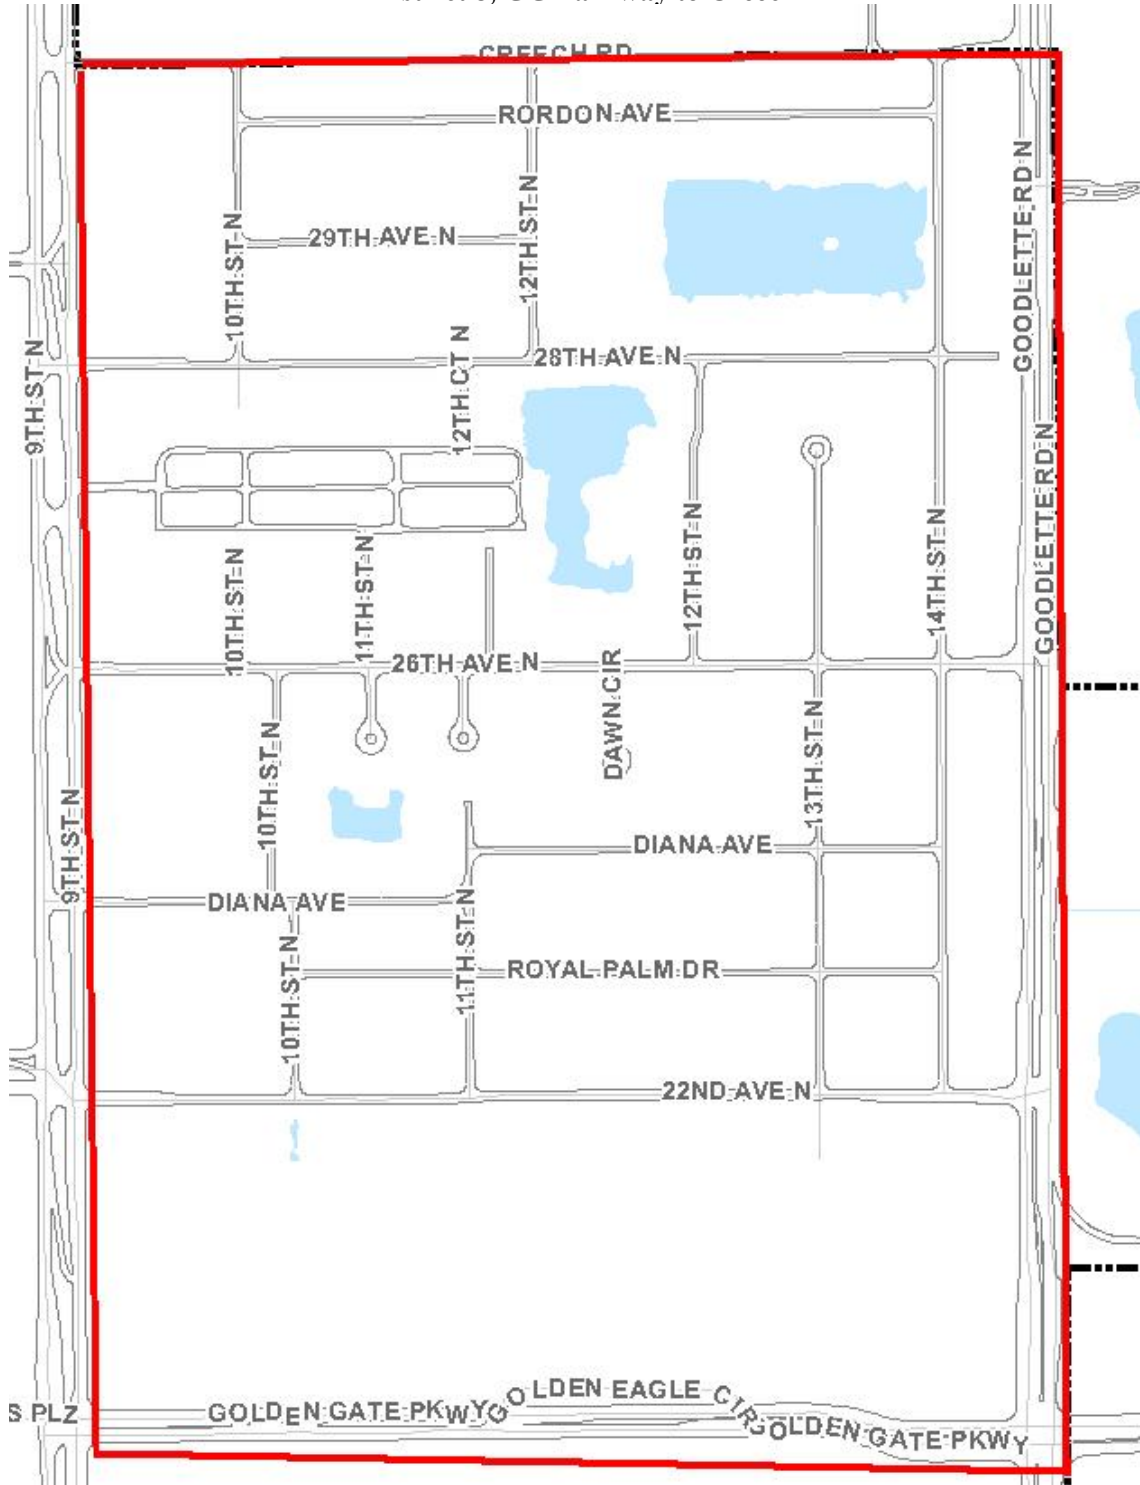 CREECH RD
RORDON AVE
29TH AVE N
10TH ST N
12TH ST N
GOODLETTE RD N
28TH AVE N
12TH CT N
9TH ST N
10TH ST N
11TH ST N
12TH ST N
14TH ST N
GOODLETTE RD N
26TH AVE N
DAWN CIR
10TH ST N
13TH ST N
9TH ST N
DIANA AVE
DIANA AVE
11TH ST N
10TH ST N
ROYAL PALM DR
22ND AVE N
S PLZ
GOLDEN GATE PKWY
GOLDEN EAGLE CIR
GOLDEN GATE PKWY